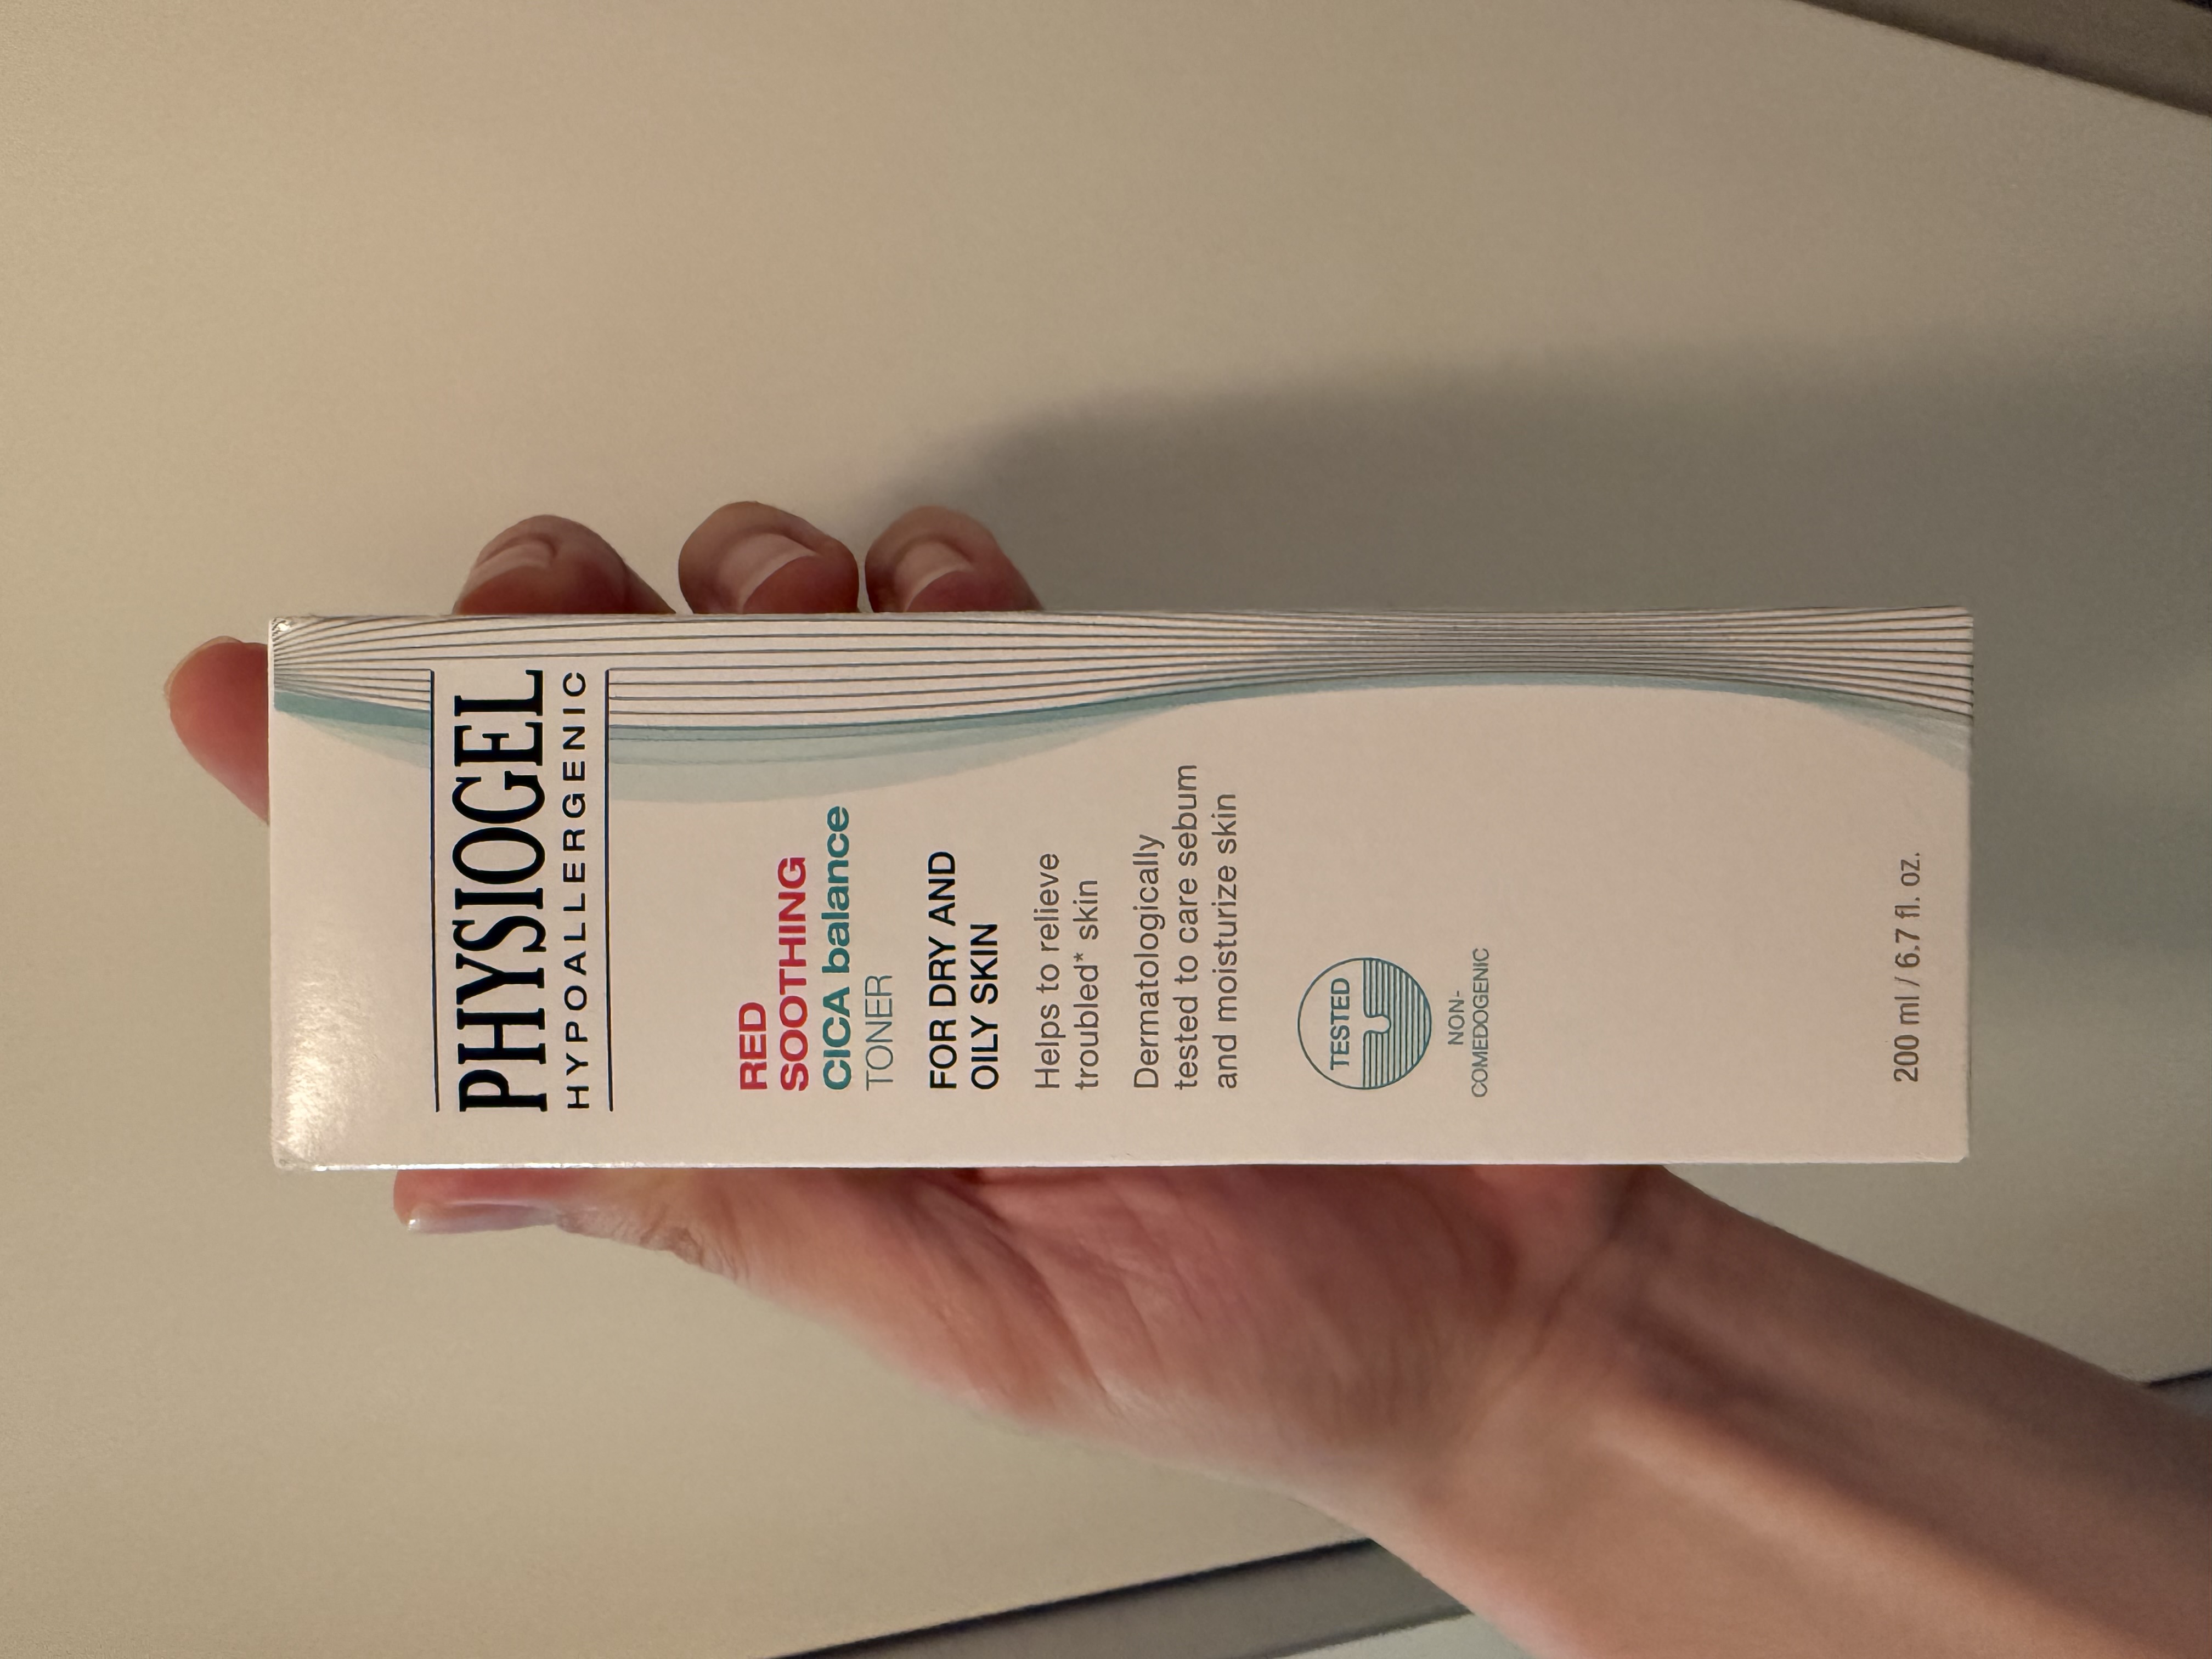 PHYSIOGEL
HYPOALLERGENIC
RED
SOOTHING
CICA balance
TONER
FOR DRY AND
OILY SKIN
Helps to relieve
troubled* skin
Dermatologically
tested to care sebum
and moisturize skin
TESTED
NON-
COMEDOGENIC
200 ml / 6.7 fl. oz.